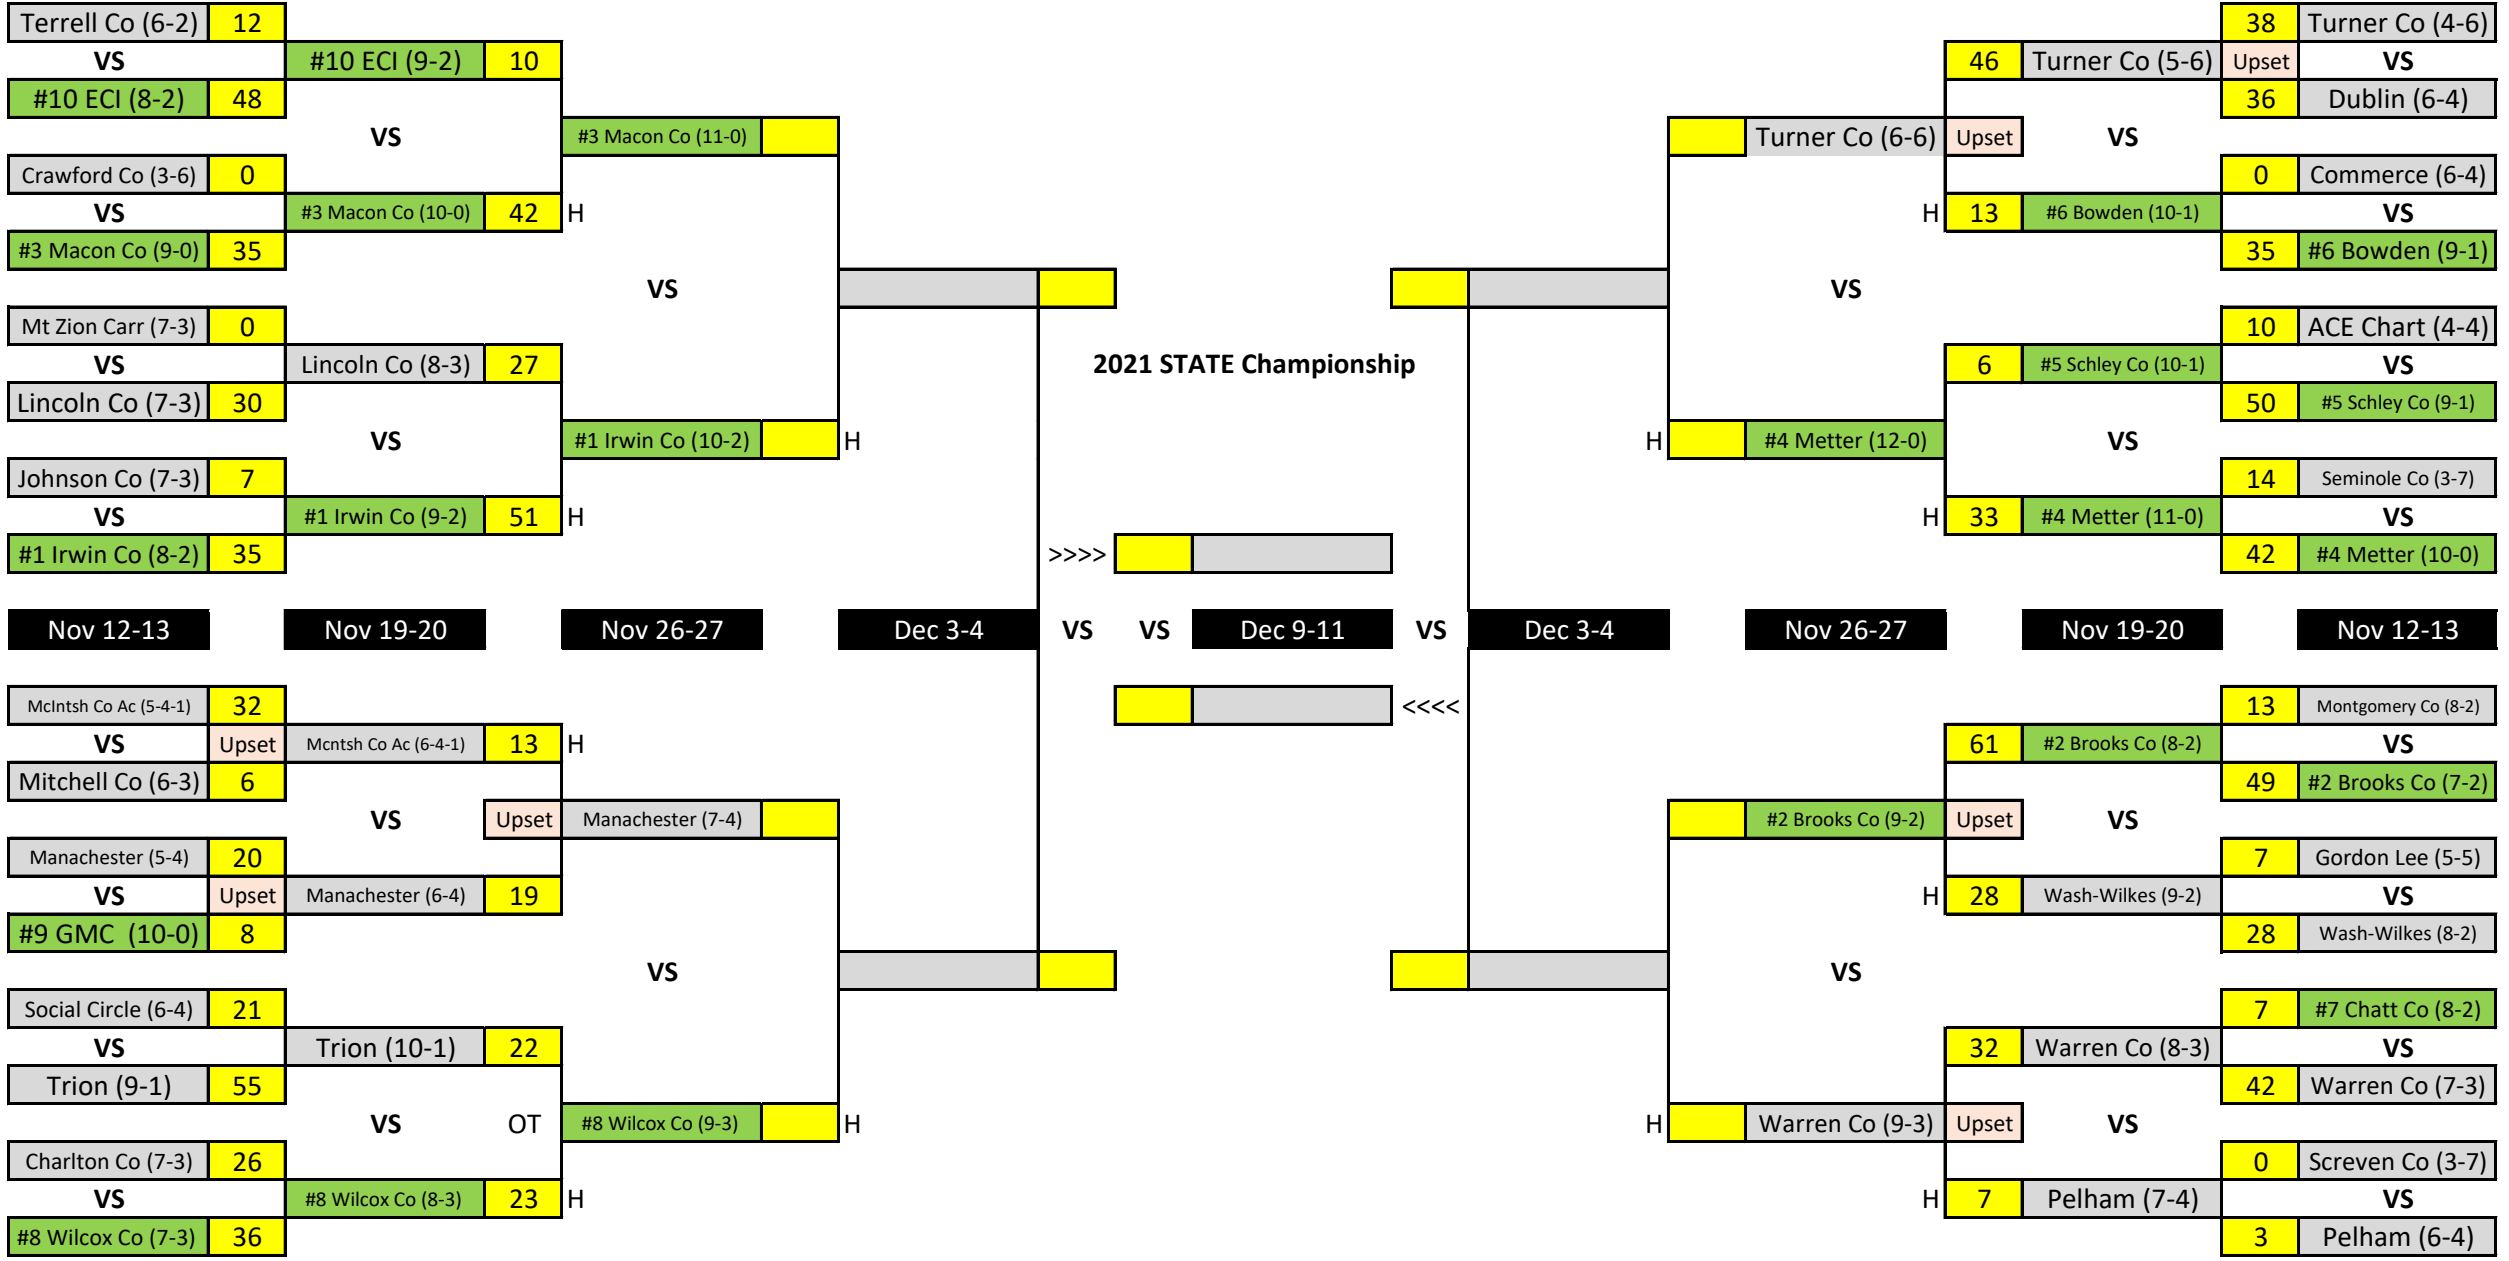 Terrell Co (6-2) 12 38 Turner Co (4-6)
VS #10 ECI (9-2) 10 46 Turner Co (5-6) Upset VS
#10 ECI (8-2) 48 36 Dublin (6-4)
VS #3 Macon Co (11-0) Turner Co (6-6) Upset VS
Crawford Co (3-6) 0 0 Commerce (6-4)
VS #3 Macon Co (10-0) 42 H H 13 #6 Bowden (10-1) VS
#3 Macon Co (9-0) 35 35 #6 Bowden (9-1)
VS VS
Mt Zion Carr (7-3) 0 10 ACE Chart (4-4)
VS Lincoln Co (8-3) 27 2021 STATE Championship 6 #5 Schley Co (10-1) VS
Lincoln Co (7-3) 30 50 #5 Schley Co (9-1)
VS #1 Irwin Co (10-2) H H #4 Metter (12-0) VS
Johnson Co (7-3) 7 14 Seminole Co (3-7)
VS #1 Irwin Co (9-2) 51 H H 33 #4 Metter (11-0) VS
#1 Irwin Co (8-2) 35 >>>> 42 #4 Metter (10-0)
Nov 12-13 Nov 19-20 Nov 26-27 Dec 3-4 VS VS Dec 9-11 VS Dec 3-4 Nov 26-27 Nov 19-20 Nov 12-13
McIntsh Co Ac (5-4-1) 32 <<<< 13 Montgomery Co (8-2)
VS Upset Mcntsh Co Ac (6-4-1) 13 H 61 #2 Brooks Co (8-2) VS
Mitchell Co (6-3) 6 49 #2 Brooks Co (7-2)
VS Upset Manachester (7-4) #2 Brooks Co (9-2) Upset VS
Manachester (5-4) 20 7 Gordon Lee (5-5)
VS Upset Manachester (6-4) 19 H 28 Wash-Wilkes (9-2) VS
#9 GMC (10-0) 8 28 Wash-Wilkes (8-2)
VS VS
Social Circle (6-4) 21 7 #7 Chatt Co (8-2)
VS Trion (10-1) 22 32 Warren Co (8-3) VS
Trion (9-1) 55 42 Warren Co (7-3)
VS OT #8 Wilcox Co (9-3) H H Warren Co (9-3) Upset VS
Charlton Co (7-3) 26 0 Screven Co (3-7)
VS #8 Wilcox Co (8-3) 23 H H 7 Pelham (7-4) VS
#8 Wilcox Co (7-3) 36 3 Pelham (6-4)